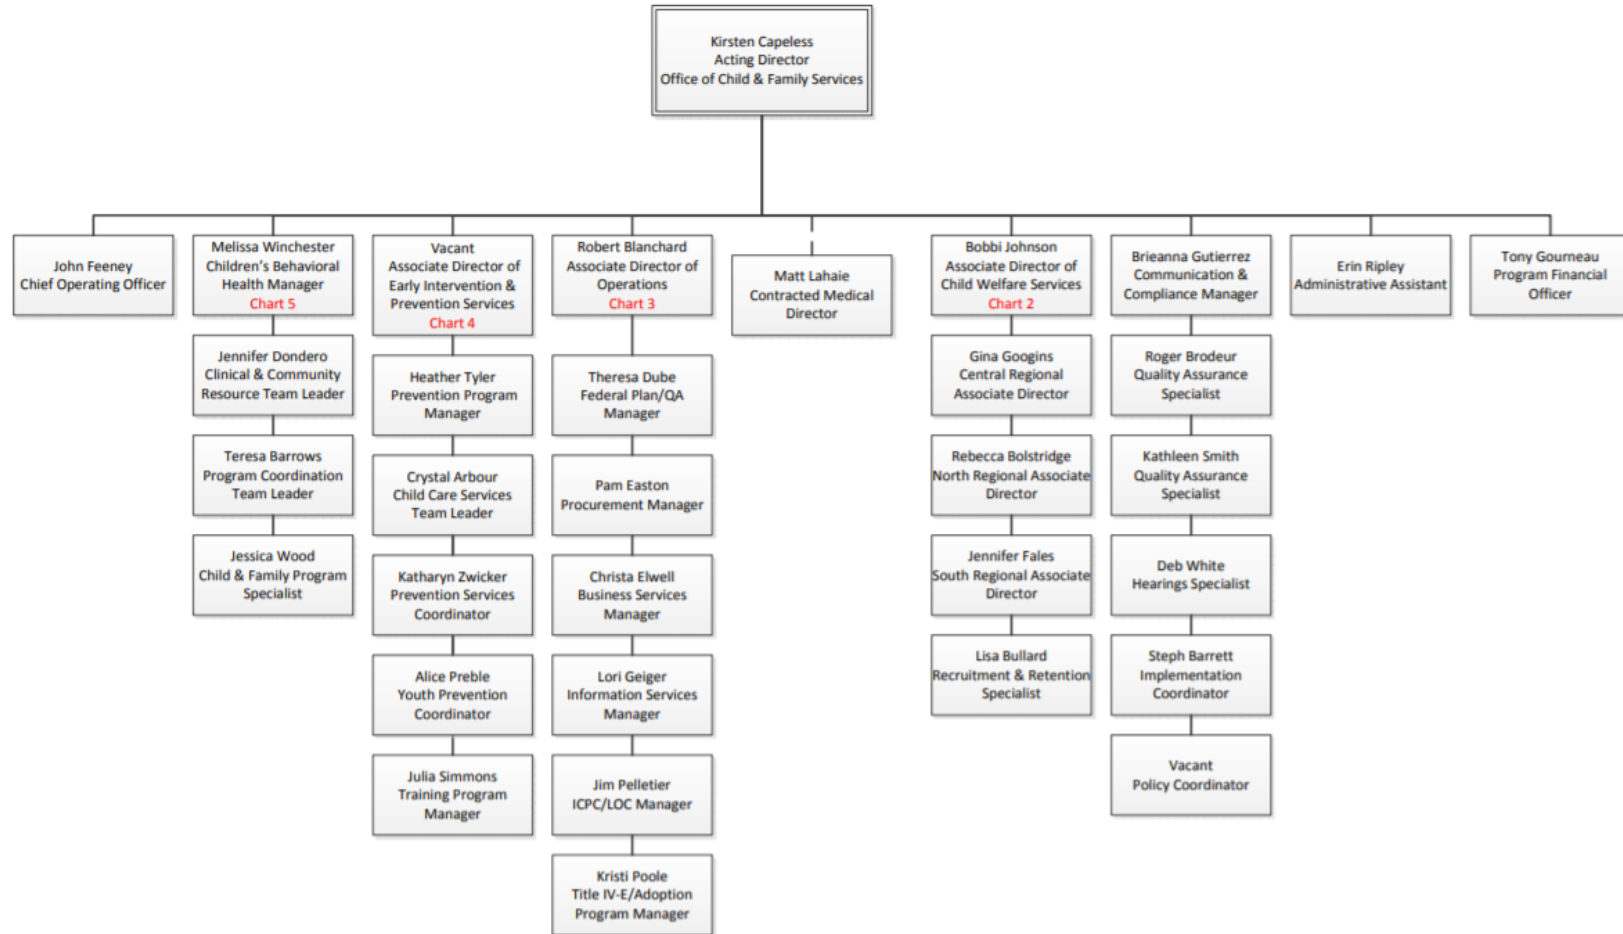 Kirsten Capeless
Acting Director
Office of Child & Family Services
John Feeney
Chief Operating Officer
Melissa Winchester
Children's Behavioral
Health Manager
Chart 5
Jennifer Dondero
Clinical & Community
Resource Team Leader
Teresa Barrows
Program Coordination
Team Leader
Jessica Wood
Child & Family Program
Specialist
Vacant
Associate Director of
Early Intervention &
Prevention Services
Chart 4
Heather Tyler
Prevention Program
Manager
Crystal Arbour
Child Care Services
Team Leader
Katharyn Zwicker
Prevention Services
Coordinator
Alice Preble
Youth Prevention
Coordinator
Julia Simmons
Training Program
Manager
Robert Blanchard
Associate Director of
Operations
Chart 3
Theresa Dube
Federal Plan/QA
Manager
Pam Easton
Procurement Manager
Christa Elwell
Business Services
Manager
Lori Geiger
Information Services
Manager
Jim Pelletier
ICPC/LOC Manager
Kristi Poole
Title IV-E/Adoption
Program Manager
Matt Lahaie
Contracted Medical
Director
Bobbi Johnson
Associate Director of
Child Welfare Services
Chart 2
Gina Googins
Central Regional
Associate Director
Rebecca Bolstridge
North Regional Associate
Director
Jennifer Fales
South Regional Associate
Director
Lisa Bullard
Recruitment & Retention
Specialist
Brieanna Gutierrez
Communication &
Compliance Manager
Roger Brodeur
Quality Assurance
Specialist
Kathleen Smith
Quality Assurance
Specialist
Deb White
Hearings Specialist
Steph Barrett
Implementation
Coordinator
Vacant
Policy Coordinator
Erin Ripley
Administrative Assistant
Tony Gourneau
Program Financial
Officer